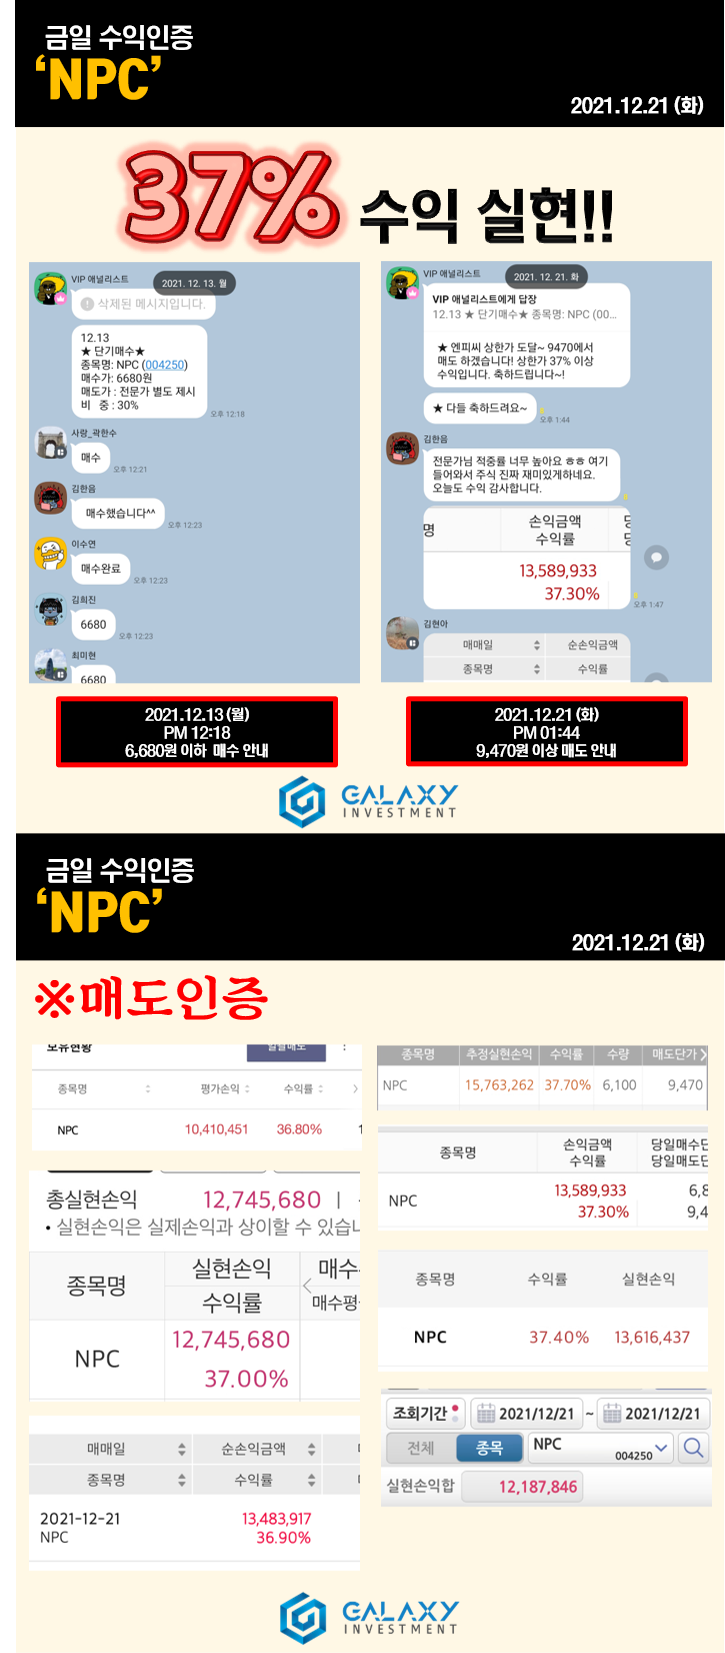 금일 수익인증
‘NPC’
2021.12.21 (화)
37% 수익 실현!!
VIP 애널리스트
2021. 12. 13. 월
삭제된 메시지입니다.
12.13
★ 단기매수★
종목명: NPC (004250)
매수가: 6680원
매도가 : 전문가 별도 제시
비 중 : 30%
오후 12:18
사랑_곽한수
매수
오후 12:21
김한음
매수했습니다^^
오후 12:23
이수연
매수완료
오후 12:23
김희진
6680
오후 12:23
최미현
6680
2021.12.13 (월)
PM 12:18
6,680원 이하 매수 안내
VIP 애널리스트
2021. 12. 21. 화
VIP 애널리스트에게 답장
12.13 ★ 단기매수★ 종목명: NPC (00...
★ 엔피씨 상한가 도달~ 9470에서
매도 하겠습니다! 상한가 37% 이상
수익입니다. 축하드립니다~!
★ 다들 축하드려요~
오후 1:44
김한음
전문가님 적중률 너무 높아요 ㅎㅎ 여기
들어와서 주식 진짜 재미있게하네요.
오늘도 수익 감사합니다.
명 손익금액
수익률
13,589,933
37.30%
오후 1:47
김현아
매매일 순손익금액
종목명 수익률
2021.12.21 (화)
PM 01:44
9,470원 이상 매도 안내
GALAXY
INVESTMENT
금일 수익인증
‘NPC’
2021.12.21 (화)
※매도인증
보유현황 일괄매도
종목명 평가손익 수익률
NPC 10,410,451 36.80%
총실현손익 12,745,680
• 실현손익은 실제손익과 상이할 수 있습니
종목명 실현손익 매수
수익률 매수평
NPC 12,745,680
37.00%
매매일 순손익금액
종목명 수익률
2021-12-21 13,483,917
NPC 36.90%
종목명 추정실현손익 수익률 수량 매도단가
NPC 15,763,262 37.70% 6,100 9,470
종목명 손익금액 당일매수단
수익률 당일매도단
NPC 13,589,933 6,8
37.30% 9,4
종목명 수익률 실현손익
NPC 37.40% 13,616,437
조회기간 2021/12/21 ~ 2021/12/21
전체 종목 NPC 004250
실현손익합 12,187,846
GALAXY
INVESTMENT